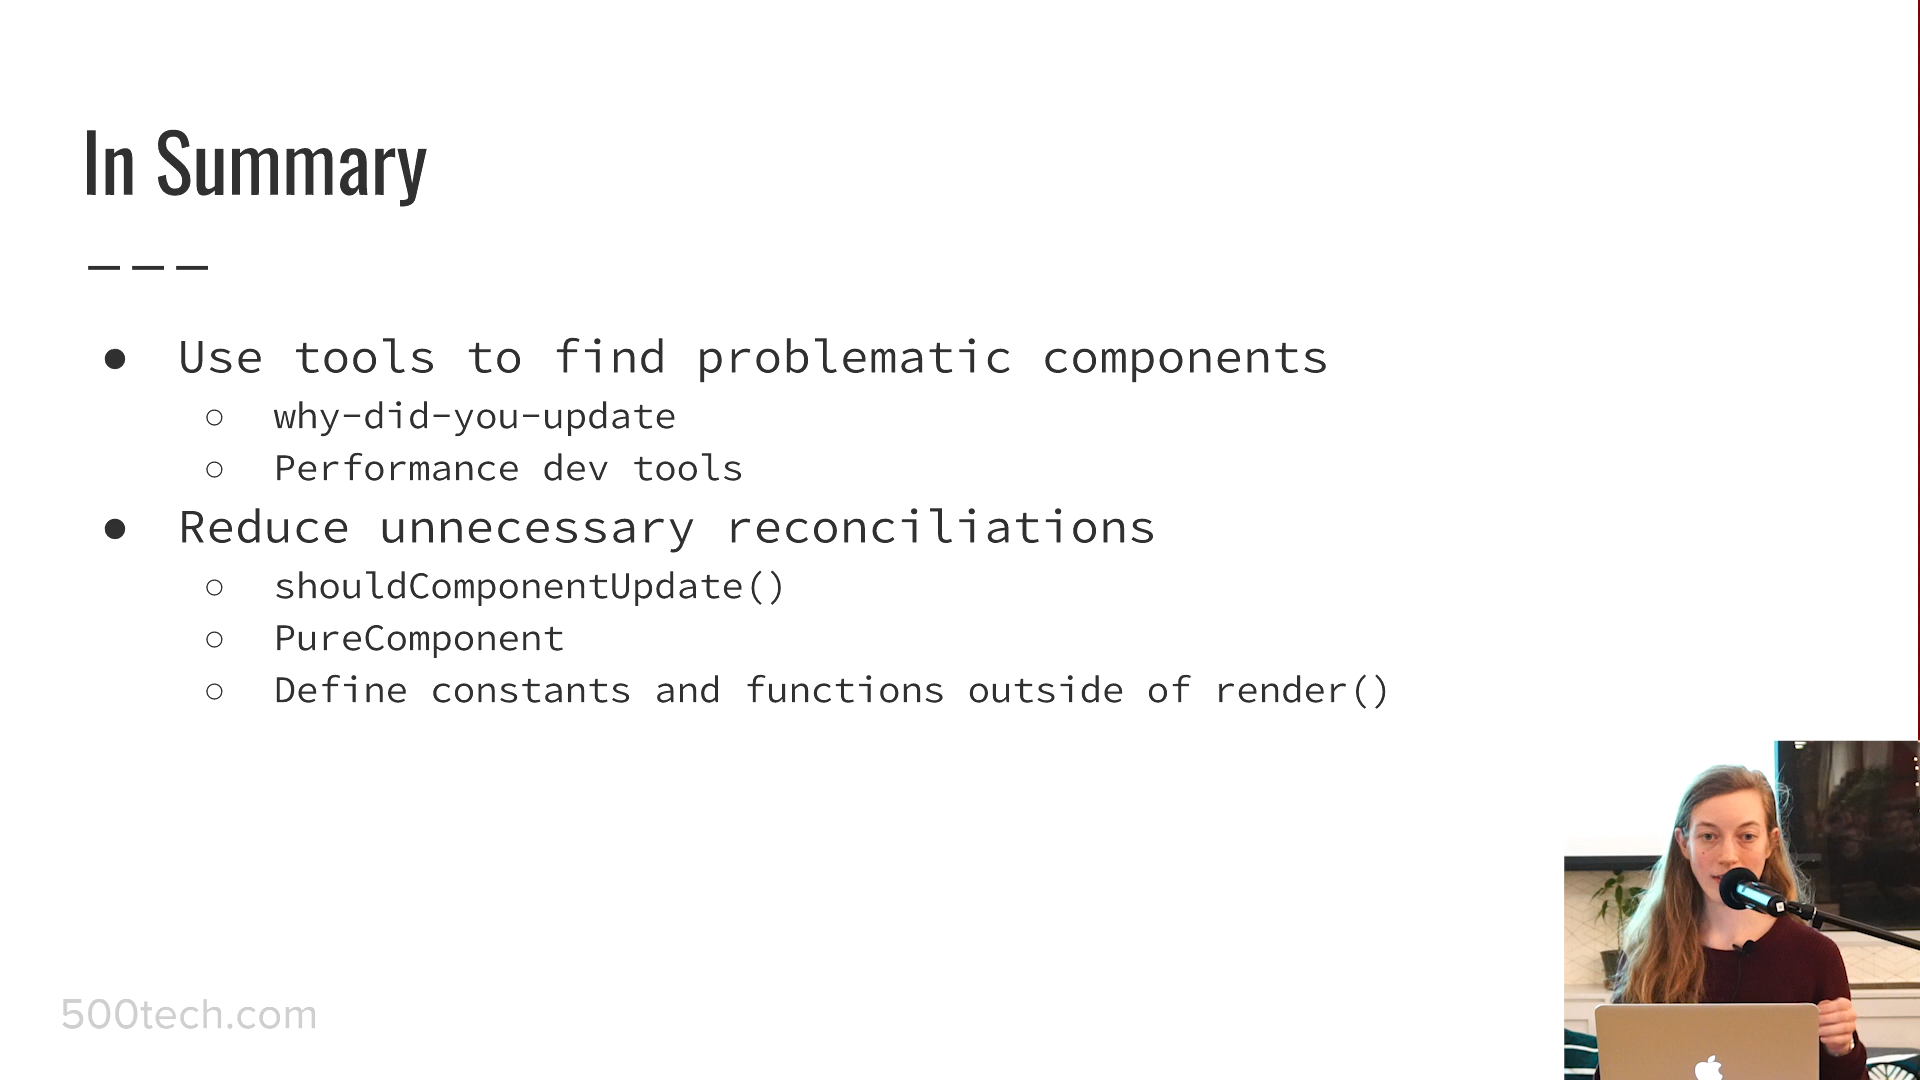 In Summary
● Use tools to find problematic components
○ why-did-you-update
○ Performance dev tools
● Reduce unnecessary reconciliations
○ shouldComponentUpdate()
○ PureComponent
○ Define constants and functions outside of render()
500tech.com